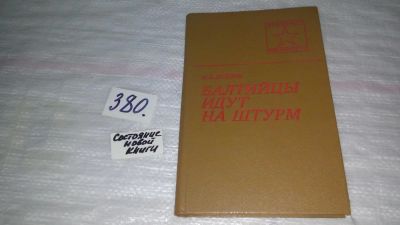 380.
Состояние
новой
книги
БАЛТИЙЦЫ
ИДУТ
НА ШТУРМ